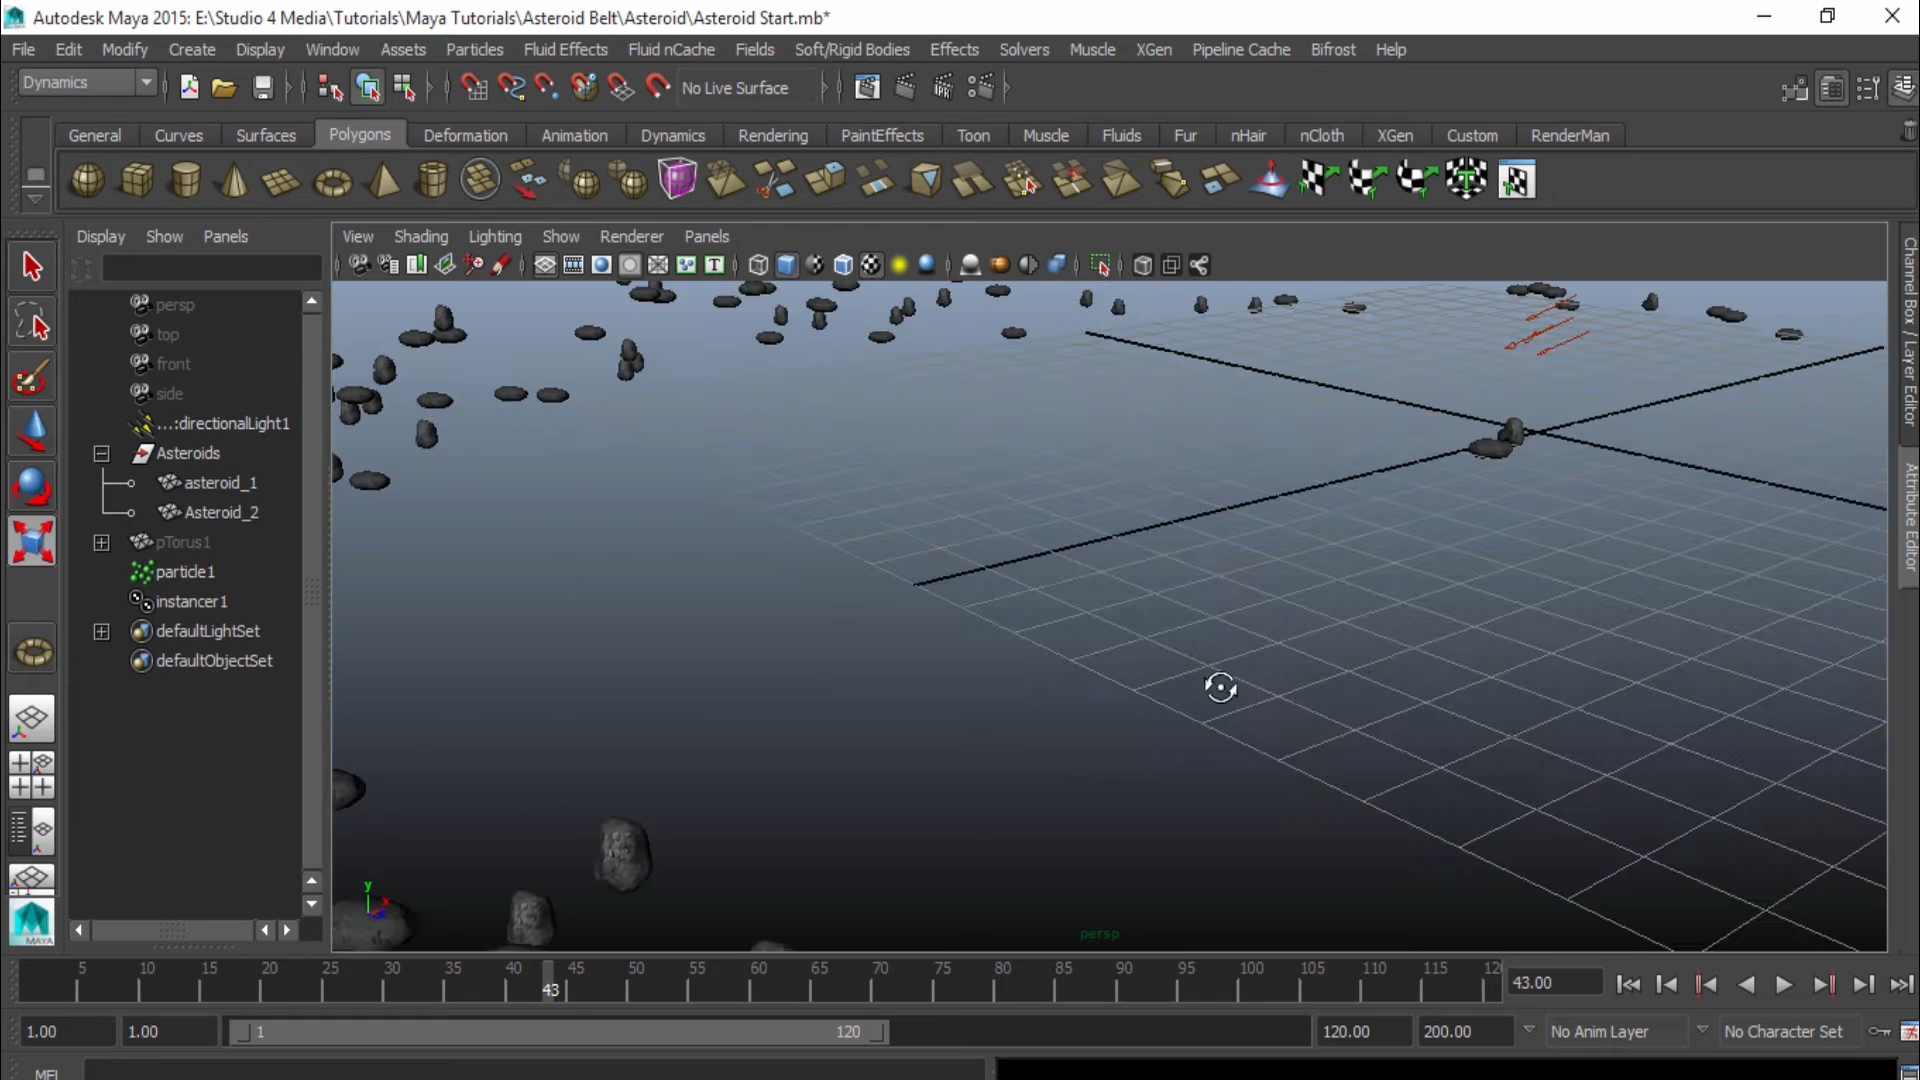 Autodesk Maya 2015: E:\Studio 4 Media\Tutorials\Maya Tutorials\Asteroid Belt\Asteroid\Asteroid Start.mb*
File Edit Modify Create Display Window Assets Particles Fluid Effects Fluid nCache Fields Soft/Rigid Bodies Effects Solvers Muscle XGen Pipeline Cache Bifrost Help
Dynamics No Live Surface IPR
General Curves Surfaces Polygons Deformation Animation Dynamics Rendering PaintEffects Toon Muscle Fluids Fur nHair nCloth XGen Custom RenderMan
Display Show Panels
View Shading Lighting Show Renderer Panels
persp
top
front
side
...:directionalLight1
Asteroids
asteroid_1
Asteroid_2
pTorus1
particle1
instancer1
defaultLightSet
defaultObjectSet
Channel Box / Layer Editor
Attribute Editor
y
x
persp
MAYA
5 10 15 20 25 30 35 40 45 50 55 60 65 70 75 80 85 90 95 100 105 110 115
43
43.00
1.00 1.00 1 120 120.00 200.00 No Anim Layer No Character Set
MEL